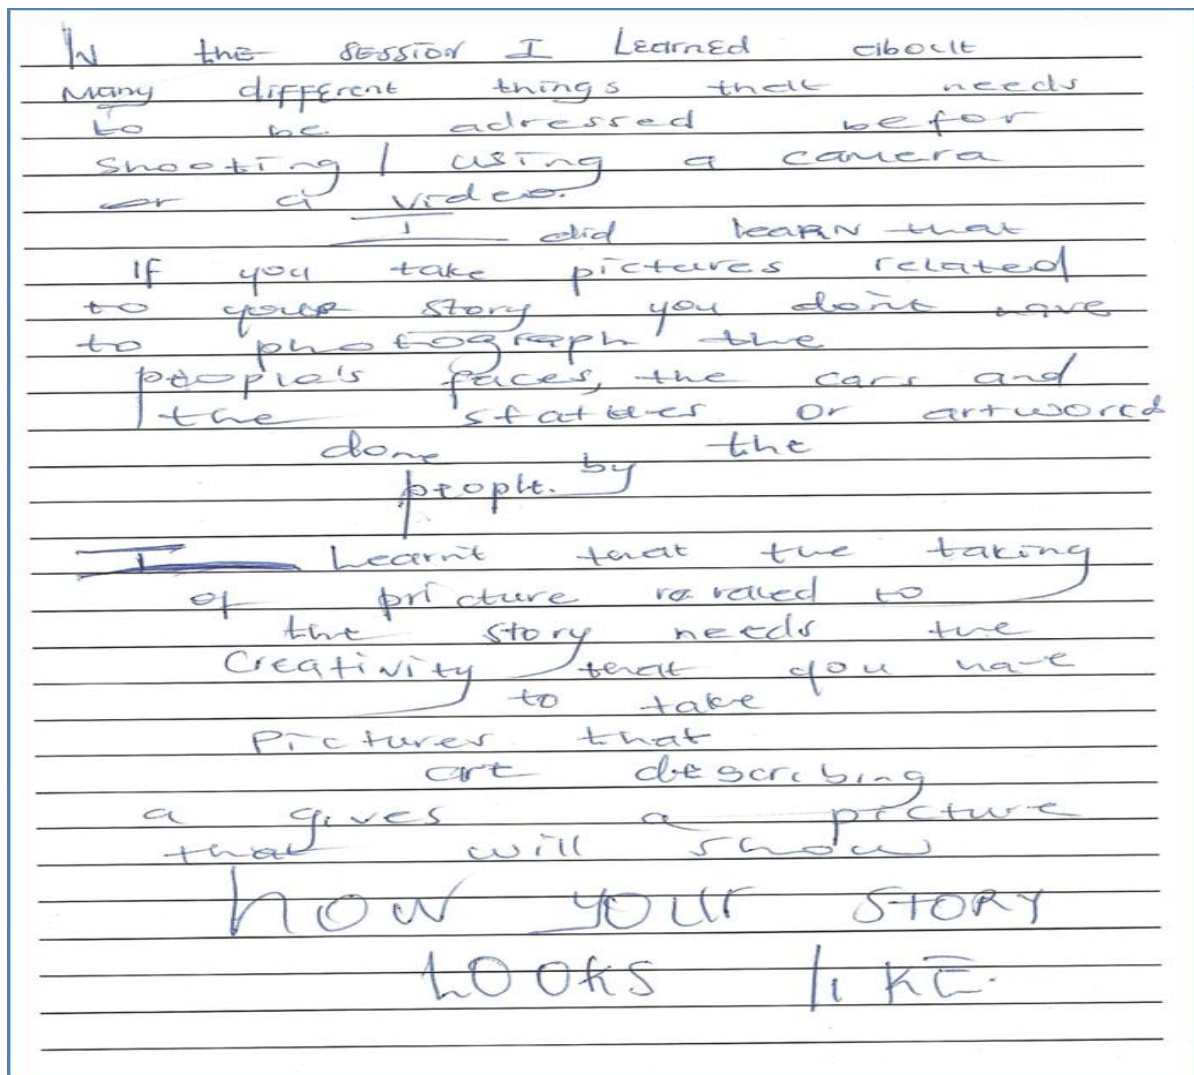 IN the SESSION I Learned about
Many different things that needs
to be adressed befor
shooting / using a camera
or a video.
I did learn that
If you take pictures related
to your story you don't have
to photograph the
people's faces, the cars and
the statues or artword
done by the
people.
I Learnt that the taking
of pricture to
the story needs the
Creativity that you have
to take
Pictures that
are describing
a gives a picture
that will show
how your STORY
LOOKS lIKE.